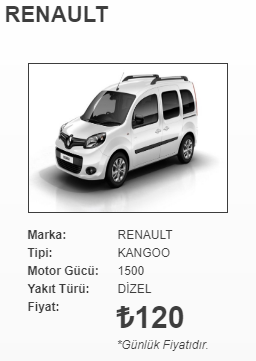 RENAULT
Marka: RENAULT
Tipi: KANGOO
Motor Gücü: 1500
Yakıt Türü: DİZEL
Fiyat: ₺120
*Günlük Fiyatıdır.